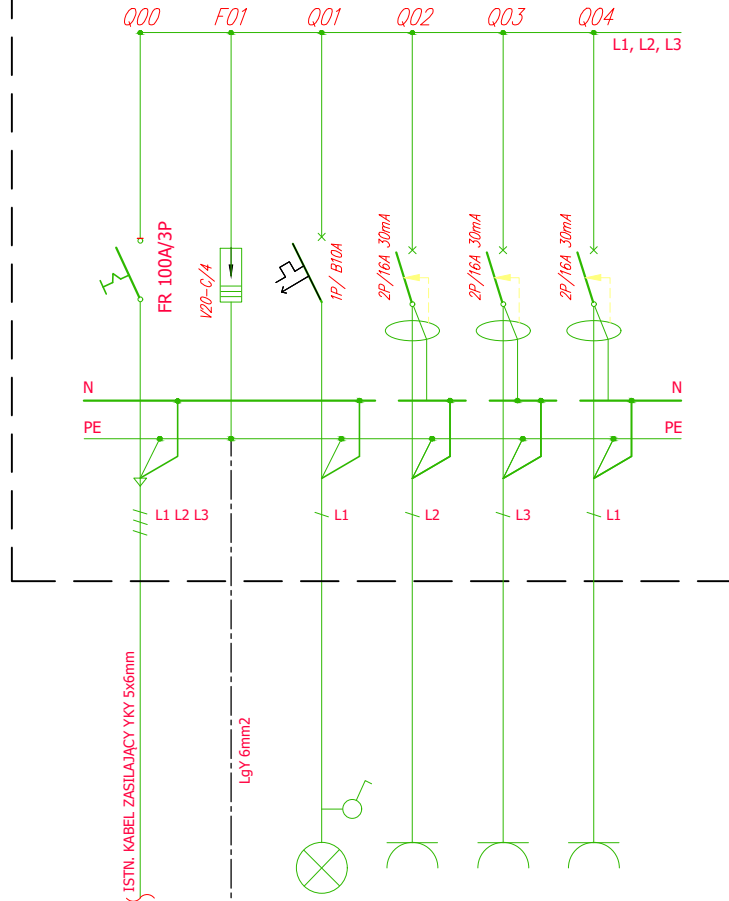 Q00 F01 Q01 Q02 Q03 Q04
L1, L2, L3
FR 100A/3P
V20-C/4
1P/ B10A
2P/16A 30mA
2P/16A 30mA
2P/16A 30mA
N N
PE PE
L1 L2 L3 L1 L2 L3 L1
ISTN. KABEL ZASILAJĄCY YKY 5x6mm
LgY 6mm2